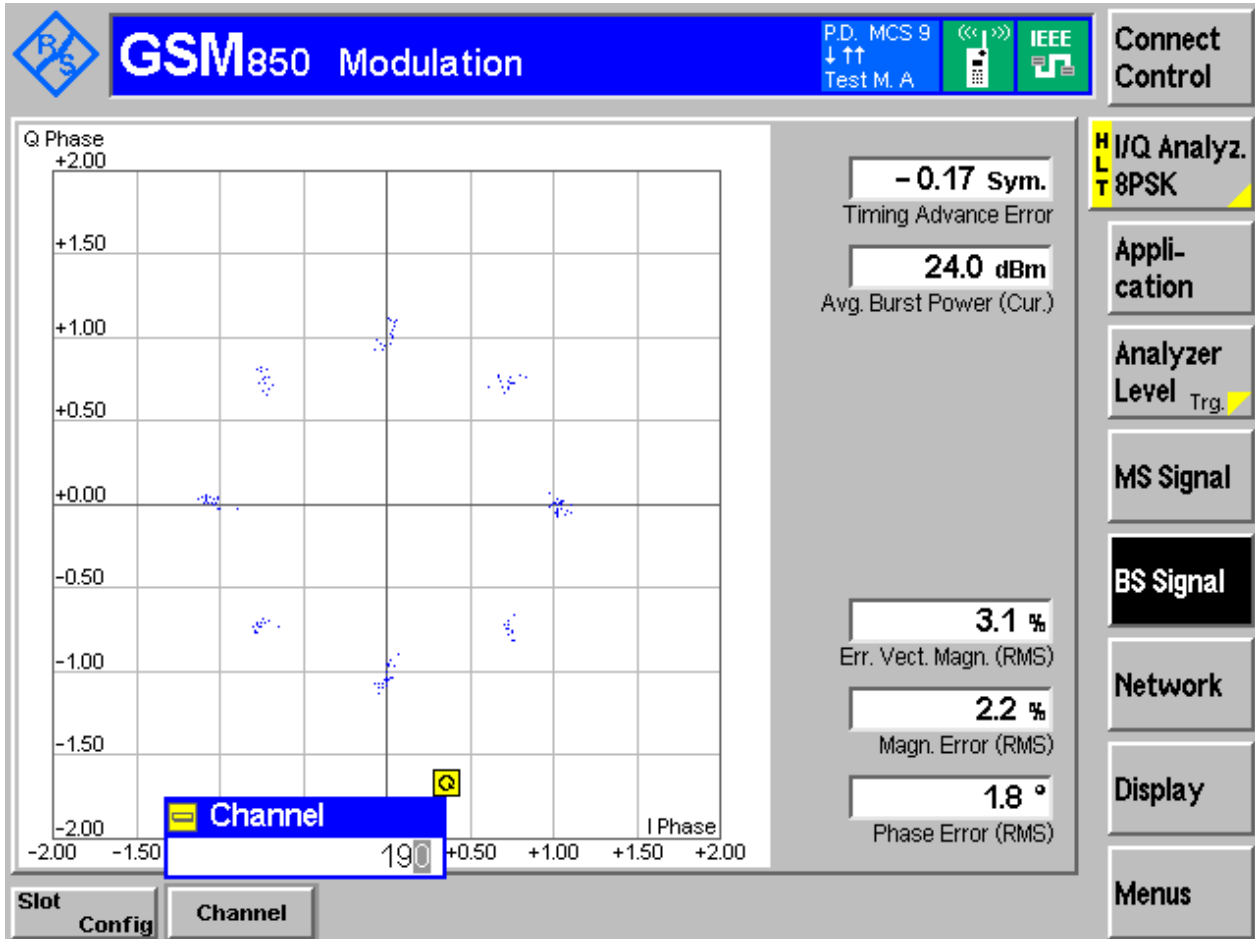 R/S
GSM850 Modulation
P.D. MCS 9
↓ ↑↑
Test M. A
IEEE
Connect
Control
Q Phase
+2.00
+1.50
+1.00
+0.50
+0.00
−0.50
−1.00
−1.50
−2.00
I Phase
−2.00 −1.50 +0.50 +1.00 +1.50 +2.00
Q
Channel
190
− 0.17 Sym.
Timing Advance Error
24.0 dBm
Avg. Burst Power (Cur.)
3.1 %
Err. Vect. Magn. (RMS)
2.2 %
Magn. Error (RMS)
1.8 °
Phase Error (RMS)
HLT
I/Q Analyz.
8PSK
Appli-
cation
Analyzer
Level Trg.
MS Signal
BS Signal
Network
Display
Menus
Slot
Config
Channel